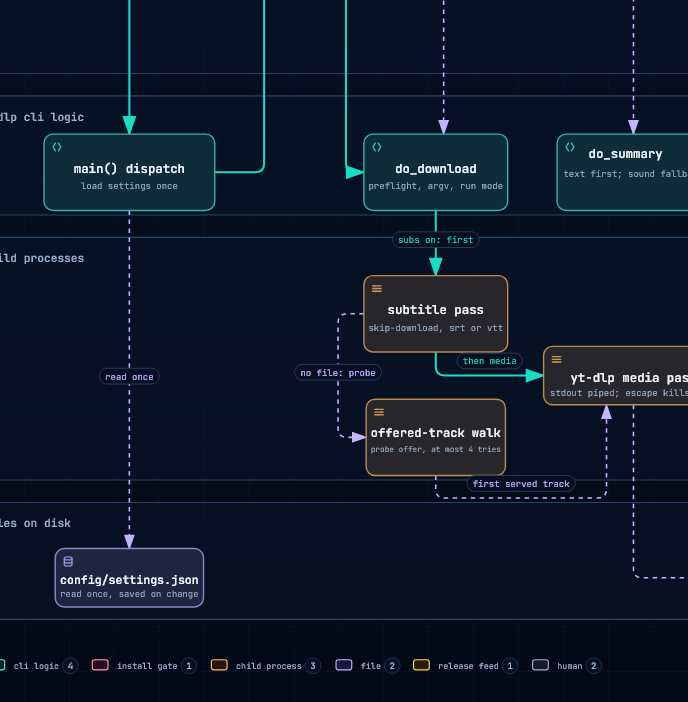 dlp cli logic
main() dispatch
load settings once
do_download
preflight, argv, run mode
do_summary
text first; sound fallb
subs on: first
ild processes
subtitle pass
skip-download, srt or vtt
then media
no file: probe
read once
yt-dlp media pas
stdout piped; escape kills
offered-track walk
probe offer, at most 4 tries
first served track
les on disk
config/settings.json
read once, saved on change
cli logic 4
install gate 1
child process 3
file 2
release feed 1
human 2